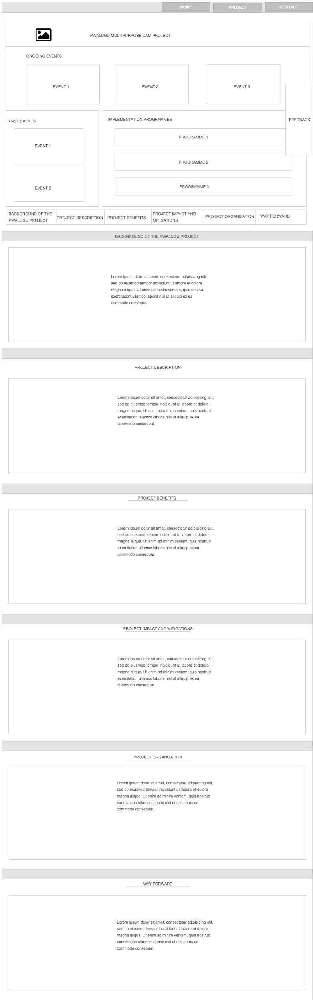 HOME
PROJECT
CONTACT
PWALUGU MULTIPURPOSE DAM PROJECT
ONGOING EVENTS
EVENT 1
EVENT 2
EVENT 3
FEEDBACK
PAST EVENTS
EVENT 1
EVENT 2
IMPLEMENTATION PROGRAMMES
PROGRAMME 1
PROGRAMME 2
PROGRAMME 3
BACKGROUND OF THE
PWALUGU PROJECT
PROJECT DESCRIPTION
PROJECT BENEFITS
PROJECT IMPACT AND
MITIGATIONS
PROJECT ORGANIZATION
WAY FORWARD
BACKGROUND OF THE PWALUGU PROJECT
Lorem ipsum dolor sit amet, consectetur adipisicing elit,
sed do eiusmod tempor incididunt ut labore et dolore
magna aliqua. Ut enim ad minim veniam, quis nostrud
exercitation ullamco laboris nisi ut aliquip ex ea
commodo consequat.
PROJECT DESCRIPTION
Lorem ipsum dolor sit amet, consectetur adipisicing elit,
sed do eiusmod tempor incididunt ut labore et dolore
magna aliqua. Ut enim ad minim veniam, quis nostrud
exercitation ullamco laboris nisi ut aliquip ex ea
commodo consequat.
PROJECT BENEFITS
Lorem ipsum dolor sit amet, consectetur adipisicing elit,
sed do eiusmod tempor incididunt ut labore et dolore
magna aliqua. Ut enim ad minim veniam, quis nostrud
exercitation ullamco laboris nisi ut aliquip ex ea
commodo consequat.
PROJECT IMPACT AND MITIGATIONS
Lorem ipsum dolor sit amet, consectetur adipisicing elit,
sed do eiusmod tempor incididunt ut labore et dolore
magna aliqua. Ut enim ad minim veniam, quis nostrud
exercitation ullamco laboris nisi ut aliquip ex ea
commodo consequat.
PROJECT ORGANIZATION
Lorem ipsum dolor sit amet, consectetur adipisicing elit,
sed do eiusmod tempor incididunt ut labore et dolore
magna aliqua. Ut enim ad minim veniam, quis nostrud
exercitation ullamco laboris nisi ut aliquip ex ea
commodo consequat.
WAY FORWARD
Lorem ipsum dolor sit amet, consectetur adipisicing elit,
sed do eiusmod tempor incididunt ut labore et dolore
magna aliqua. Ut enim ad minim veniam, quis nostrud
exercitation ullamco laboris nisi ut aliquip ex ea
commodo consequat.